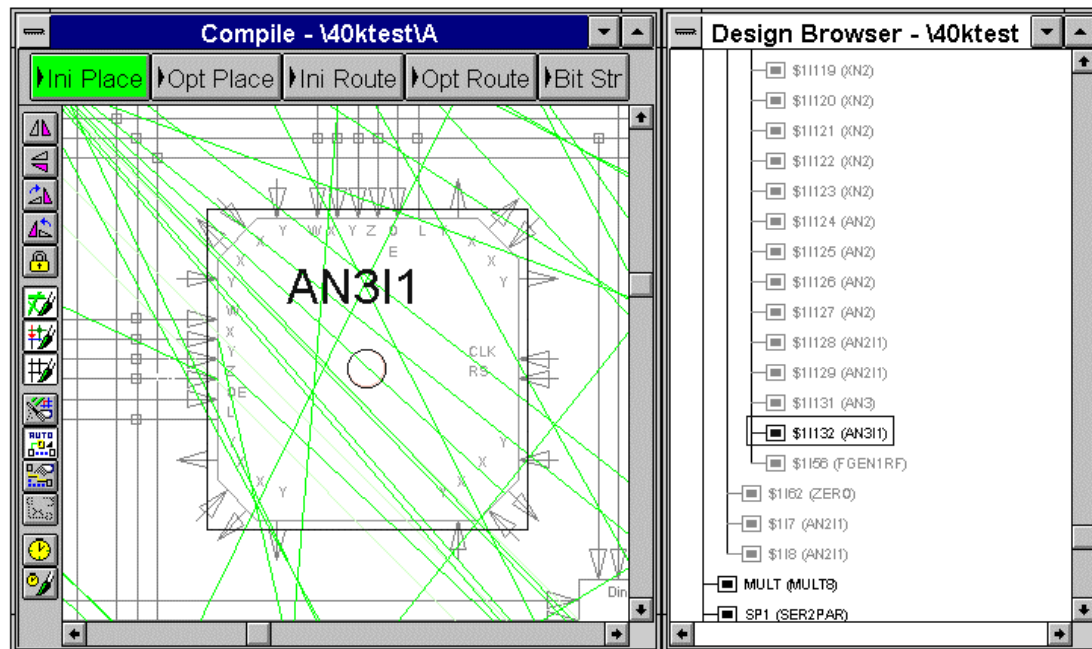 Compile - \40ktest\A
Ini Place Opt Place Ini Route Opt Route Bit Str
AUTO
Y W X Y Z O L Y
X X
E
X X
Y Y
AN3I1
W
X
Y CLK
Z RS
OE
L
Y Y
X X
X X
Y Y
Din
Design Browser - \40ktest
$1I119 (XN2)
$1I120 (XN2)
$1I121 (XN2)
$1I122 (XN2)
$1I123 (XN2)
$1I124 (AN2)
$1I125 (AN2)
$1I126 (AN2)
$1I127 (AN2)
$1I128 (AN2I1)
$1I129 (AN2I1)
$1I131 (AN3)
$1I132 (AN3I1)
$1I56 (FGEN1RF)
$1I62 (ZERO)
$1I7 (AN2I1)
$1I8 (AN2I1)
MULT (MULT8)
SP1 (SER2PAR)